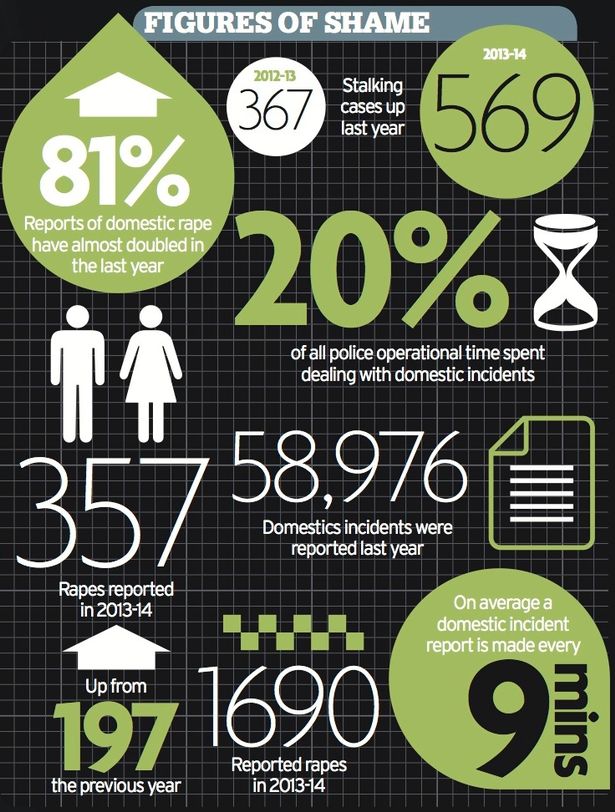 FIGURES OF SHAME
81%
Reports of domestic rape
have almost doubled in
the last year
2012-13
367
Stalking
cases up
last year
2013-14
569
20%
of all police operational time spent
dealing with domestic incidents
357
Rapes reported
in 2013-14
Up from
197
the previous year
58,976
Domestics incidents were
reported last year
1690
Reported rapes
in 2013-14
On average a
domestic incident
report is made every
9 mins